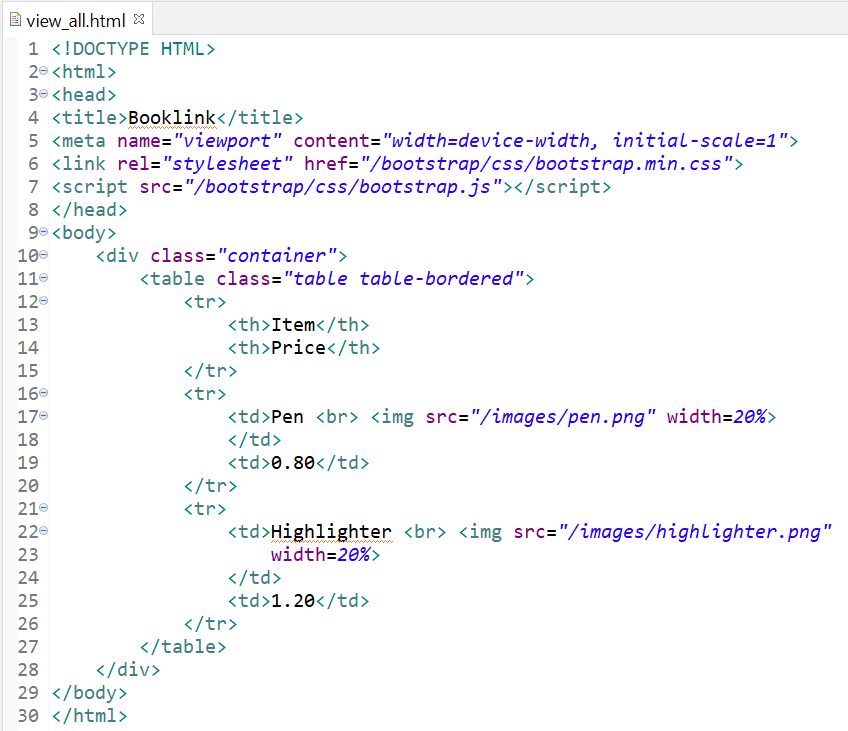 view_all.html
1 <!DOCTYPE HTML>
2 <html>
3 <head>
4 <title>Booklink</title>
5 <meta name="viewport" content="width=device-width, initial-scale=1">
6 <link rel="stylesheet" href="/bootstrap/css/bootstrap.min.css">
7 <script src="/bootstrap/css/bootstrap.js"></script>
8 </head>
9 <body>
10     <div class="container">
11         <table class="table table-bordered">
12             <tr>
13                 <th>Item</th>
14                 <th>Price</th>
15             </tr>
16             <tr>
17                 <td>Pen <br> <img src="/images/pen.png" width=20%>
18                 </td>
19                 <td>0.80</td>
20             </tr>
21             <tr>
22                 <td>Highlighter <br> <img src="/images/highlighter.png"
23                     width=20%>
24                 </td>
25                 <td>1.20</td>
26             </tr>
27         </table>
28     </div>
29 </body>
30 </html>